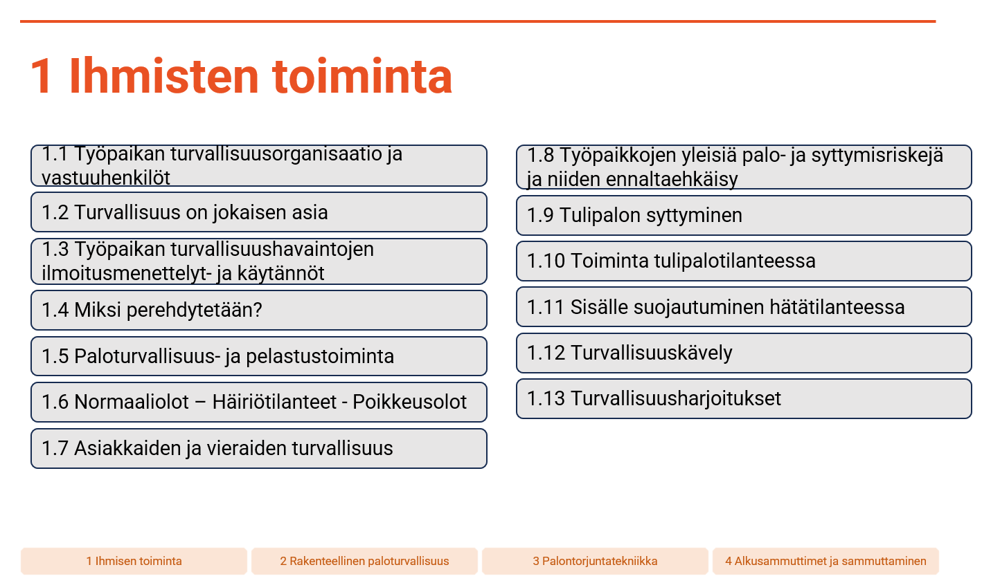 1 Ihmisten toiminta
1.1 Työpaikan turvallisuusorganisaatio ja
vastuuhenkilöt
1.2 Turvallisuus on jokaisen asia
1.3 Työpaikan turvallisuushavaintojen
ilmoitusmenettelyt- ja käytännöt
1.4 Miksi perehdytetään?
1.5 Paloturvallisuus- ja pelastustoiminta
1.6 Normaaliolot – Häiriötilanteet - Poikkeusolot
1.7 Asiakkaiden ja vieraiden turvallisuus
1.8 Työpaikkojen yleisiä palo- ja syttymisriskejä
ja niiden ennaltaehkäisy
1.9 Tulipalon syttyminen
1.10 Toiminta tulipalotilanteessa
1.11 Sisälle suojautuminen hätätilanteessa
1.12 Turvallisuuskävely
1.13 Turvallisuusharjoitukset
1 Ihmisen toiminta
2 Rakenteellinen paloturvallisuus
3 Palontorjuntatekniikka
4 Alkusammuttimet ja sammuttaminen